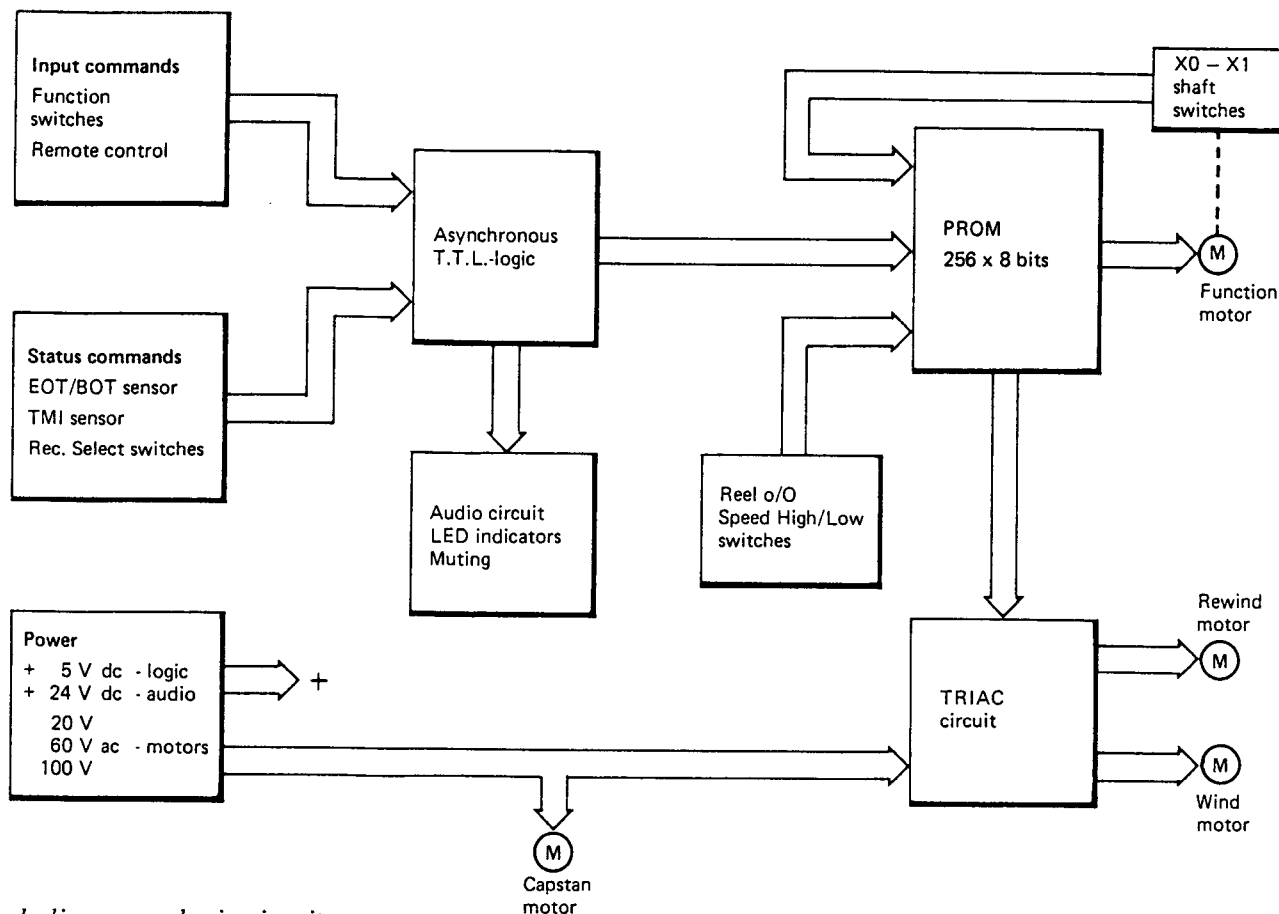 Input commands
Function
switches
Remote control
X0 – X1
shaft
switches
Asynchronous
T.T.L.-logic
PROM
256 x 8 bits
M
Function
motor
Status commands
EOT/BOT sensor
TMI sensor
Rec. Select switches
Audio circuit
LED indicators
Muting
Reel o/O
Speed High/Low
switches
Power
+ 5 V dc - logic
+ 24 V dc - audio
20 V
60 V ac - motors
100 V
+
TRIAC
circuit
Rewind
motor
M
M
Wind
motor
M
Capstan
motor